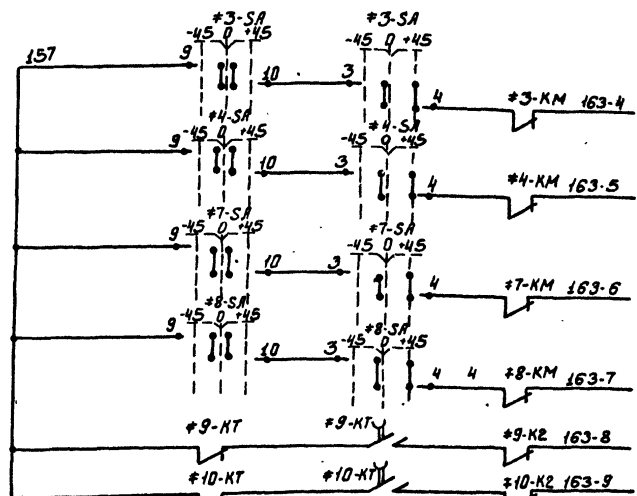 *3-SA
-45 0 +45 -45 0 +45
157 9 10 3 4 *3-KM 163-4
*4-SA *4-SA
-45 0 +45 0
9 10 3 4 *4-KM 163-5
*7-SA *7-SA
-45 0 +45 -45 0 +45
9 10 3 4 *7-KM 163-6
*8-SA *8-SA
-45 0 +45 -45 0 +45
9 10 3 4 4 *8-KM 163-7
*9-KT *9-KT *9-K2 163-8
*10-KT *10-KT *10-K2 163-9